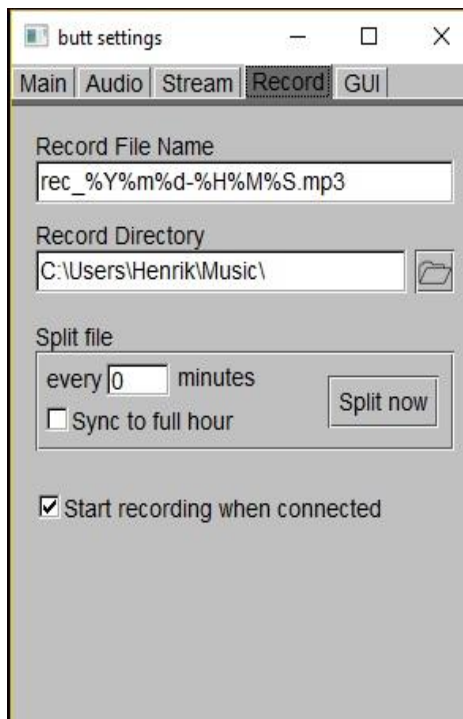 butt settings
Main Audio Stream Record GUI
Record File Name
rec_%Y%m%d-%H%M%S.mp3
Record Directory
C:\Users\Henrik\Music\
Split file
every 0 minutes
Split now
Sync to full hour
Start recording when connected